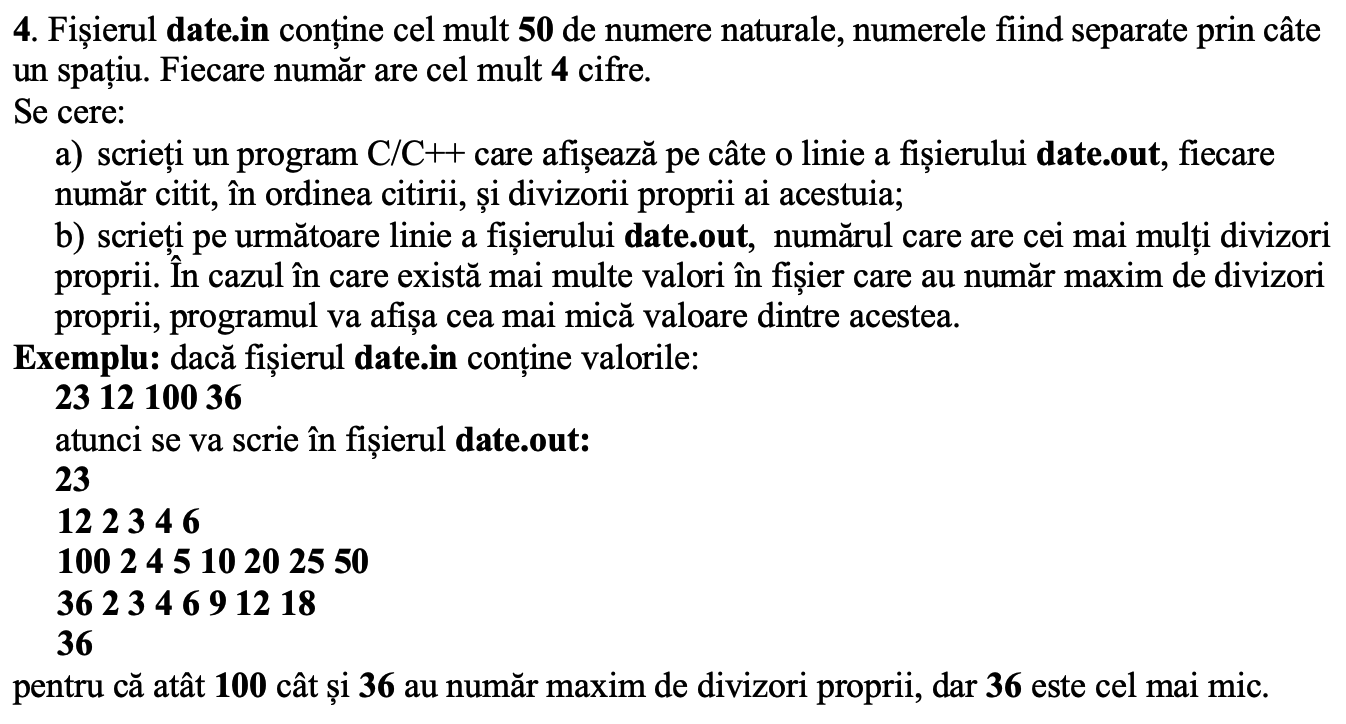 4. Fișierul date.in conține cel mult 50 de numere naturale, numerele fiind separate prin câte
un spațiu. Fiecare număr are cel mult 4 cifre.
Se cere:
a) scrieți un program C/C++ care afișează pe câte o linie a fișierului date.out, fiecare
număr citit, în ordinea citirii, și divizorii proprii ai acestuia;
b) scrieți pe următoare linie a fișierului date.out, numărul care are cei mai mulți divizori
proprii. În cazul în care există mai multe valori în fișier care au număr maxim de divizori
proprii, programul va afișa cea mai mică valoare dintre acestea.
Exemplu: dacă fișierul date.in conține valorile:
23 12 100 36
atunci se va scrie în fișierul date.out:
23
12 2 3 4 6
100 2 4 5 10 20 25 50
36 2 3 4 6 9 12 18
36
pentru că atât 100 cât și 36 au număr maxim de divizori proprii, dar 36 este cel mai mic.